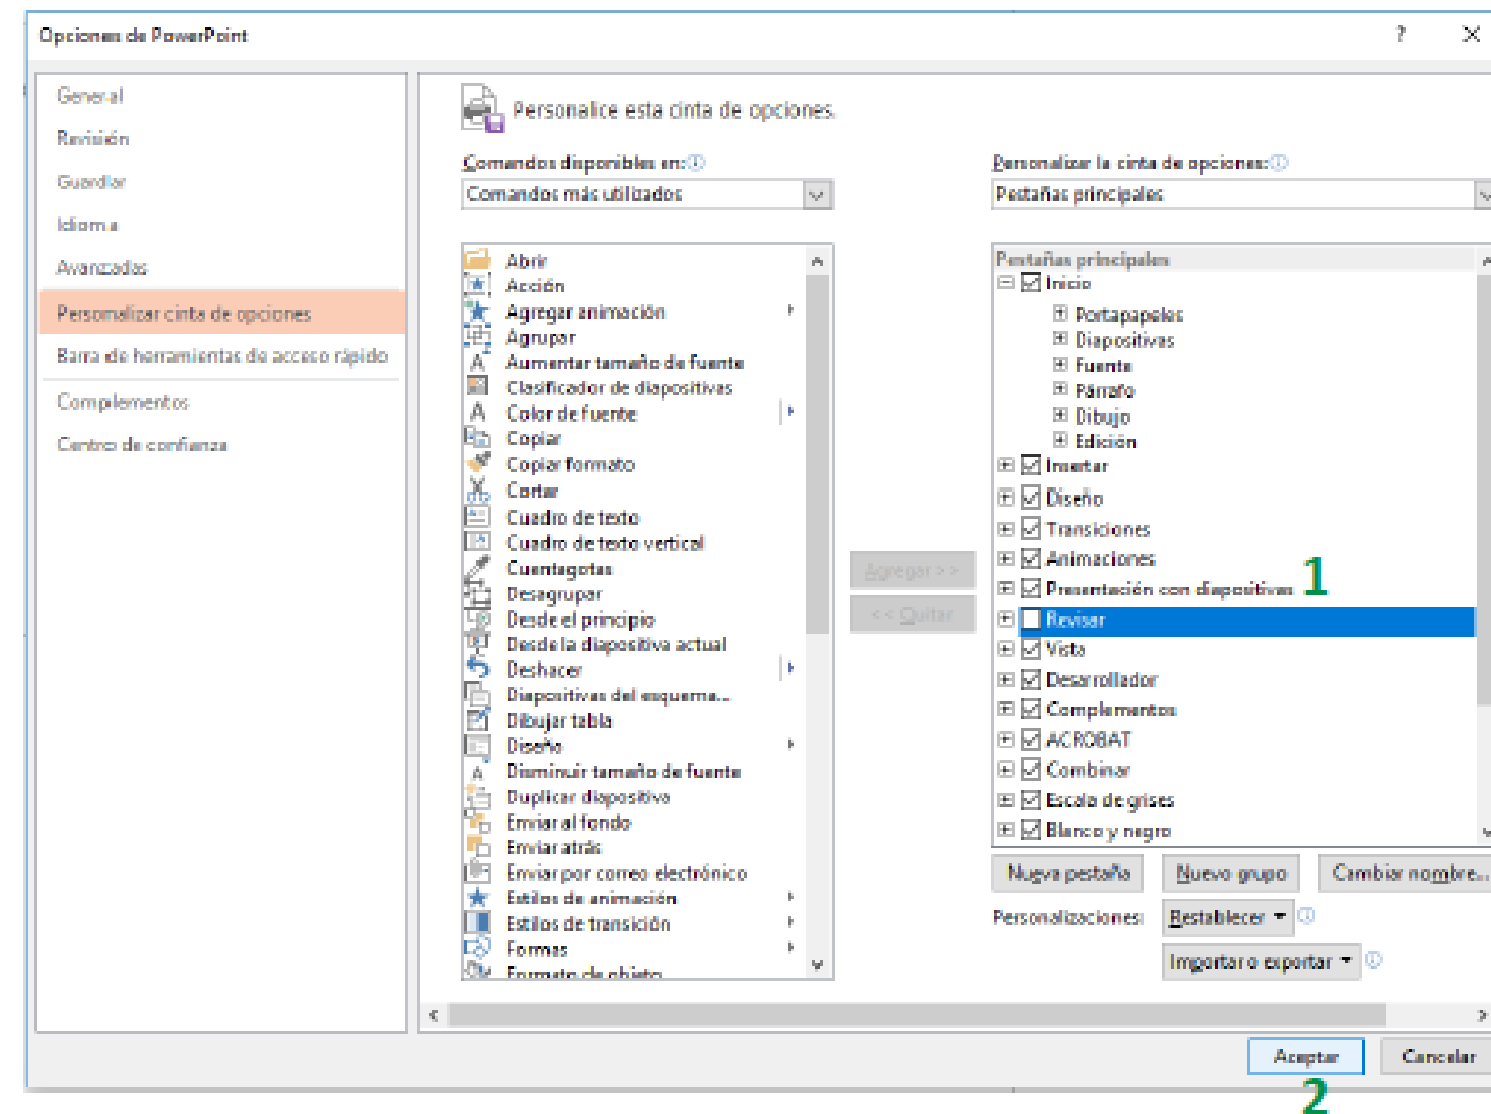 Opciones de PowerPoint
?
General
Revisión
Guardar
Idioma
Avanzadas
Personalizar cinta de opciones
Barra de herramientas de acceso rápido
Complementos
Centro de confianza
Personalice esta cinta de opciones.
Comandos disponibles en:
Comandos más utilizados
Abrir
Acción
Agregar animación
Agrupar
Aumentar tamaño de fuente
Clasificador de diapositivas
Color de fuente
Copiar
Copiar formato
Cortar
Cuadro de texto
Cuadro de texto vertical
Cuentagotas
Desagrupar
Desde el principio
Desde la diapositiva actual
Deshacer
Diapositivas del esquema...
Dibujar tabla
Diseño
Disminuir tamaño de fuente
Duplicar diapositiva
Enviar al fondo
Enviar atrás
Enviar por correo electrónico
Estilos de animación
Estilos de transición
Formas
Formato de objeto
Agregar >>
<< Quitar
Personalizar la cinta de opciones:
Pestañas principales
Pestañas principales
Inicio
Portapapeles
Diapositivas
Fuente
Párrafo
Dibujo
Edición
Insertar
Diseño
Transiciones
Animaciones
Presentación con diapositivas 1
Revisar
Vista
Desarrollador
Complementos
ACROBAT
Combinar
Escala de grises
Blanco y negro
Nueva pestaña Nuevo grupo Cambiar nombre...
Personalizaciones: Restablecer
Importar o exportar
Aceptar Cancelar
2